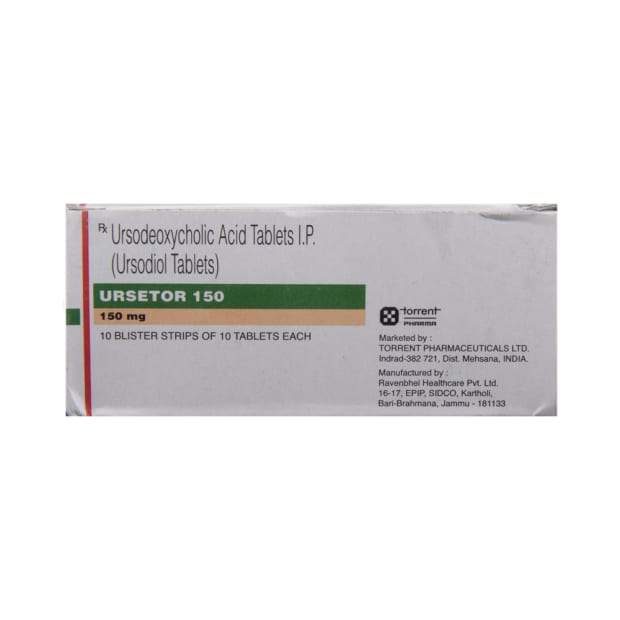 Rx Ursodeoxycholic Acid Tablets I.P.
(Ursodiol Tablets)
URSETOR 150
150 mg
10 BLISTER STRIPS OF 10 TABLETS EACH
torrent
PHARMA
Marketed by :
TORRENT PHARMACEUTICALS LTD.
Indrad-382 721, Dist. Mehsana, INDIA.
Manufactured by :
Ravenbhel Healthcare Pvt. Ltd.
16-17, EPIP, SIDCO, Kartholi,
Bari-Brahmana, Jammu - 181133